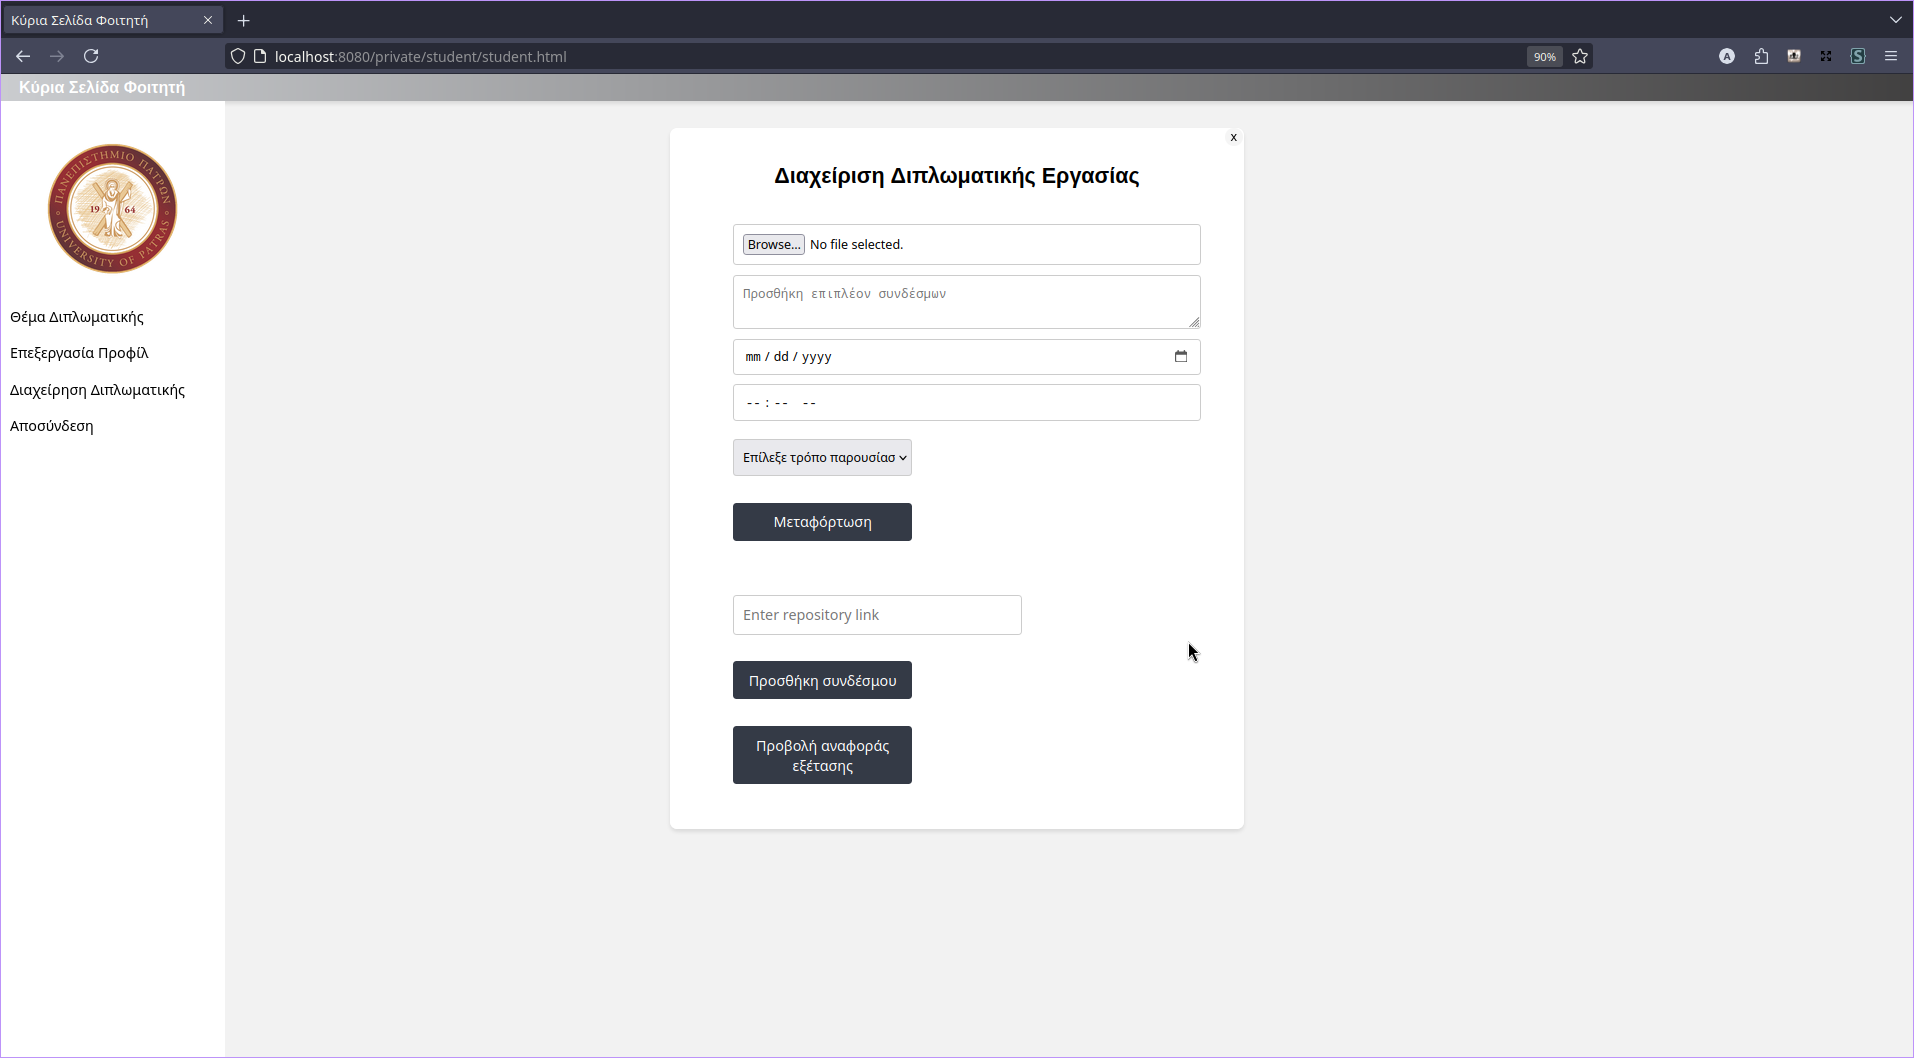 Κύρια Σελίδα Φοιτητή
localhost:8080/private/student/student.html
90%
A
S
Κύρια Σελίδα Φοιτητή
ΠΑΝΕΠΙΣΤΗΜΙΟ ΠΑΤΡΩΝ
19 64
UNIVERSITY OF PATRAS
Θέμα Διπλωματικής
Επεξεργασία Προφίλ
Διαχείρηση Διπλωματικής
Αποσύνδεση
x
Διαχείριση Διπλωματικής Εργασίας
Browse... No file selected.
Προσθήκη επιπλέον συνδέσμων
mm / dd / yyyy
-- : -- --
Επίλεξε τρόπο παρουσίασ
Μεταφόρτωση
Enter repository link
Προσθήκη συνδέσμου
Προβολή αναφοράς
εξέτασης